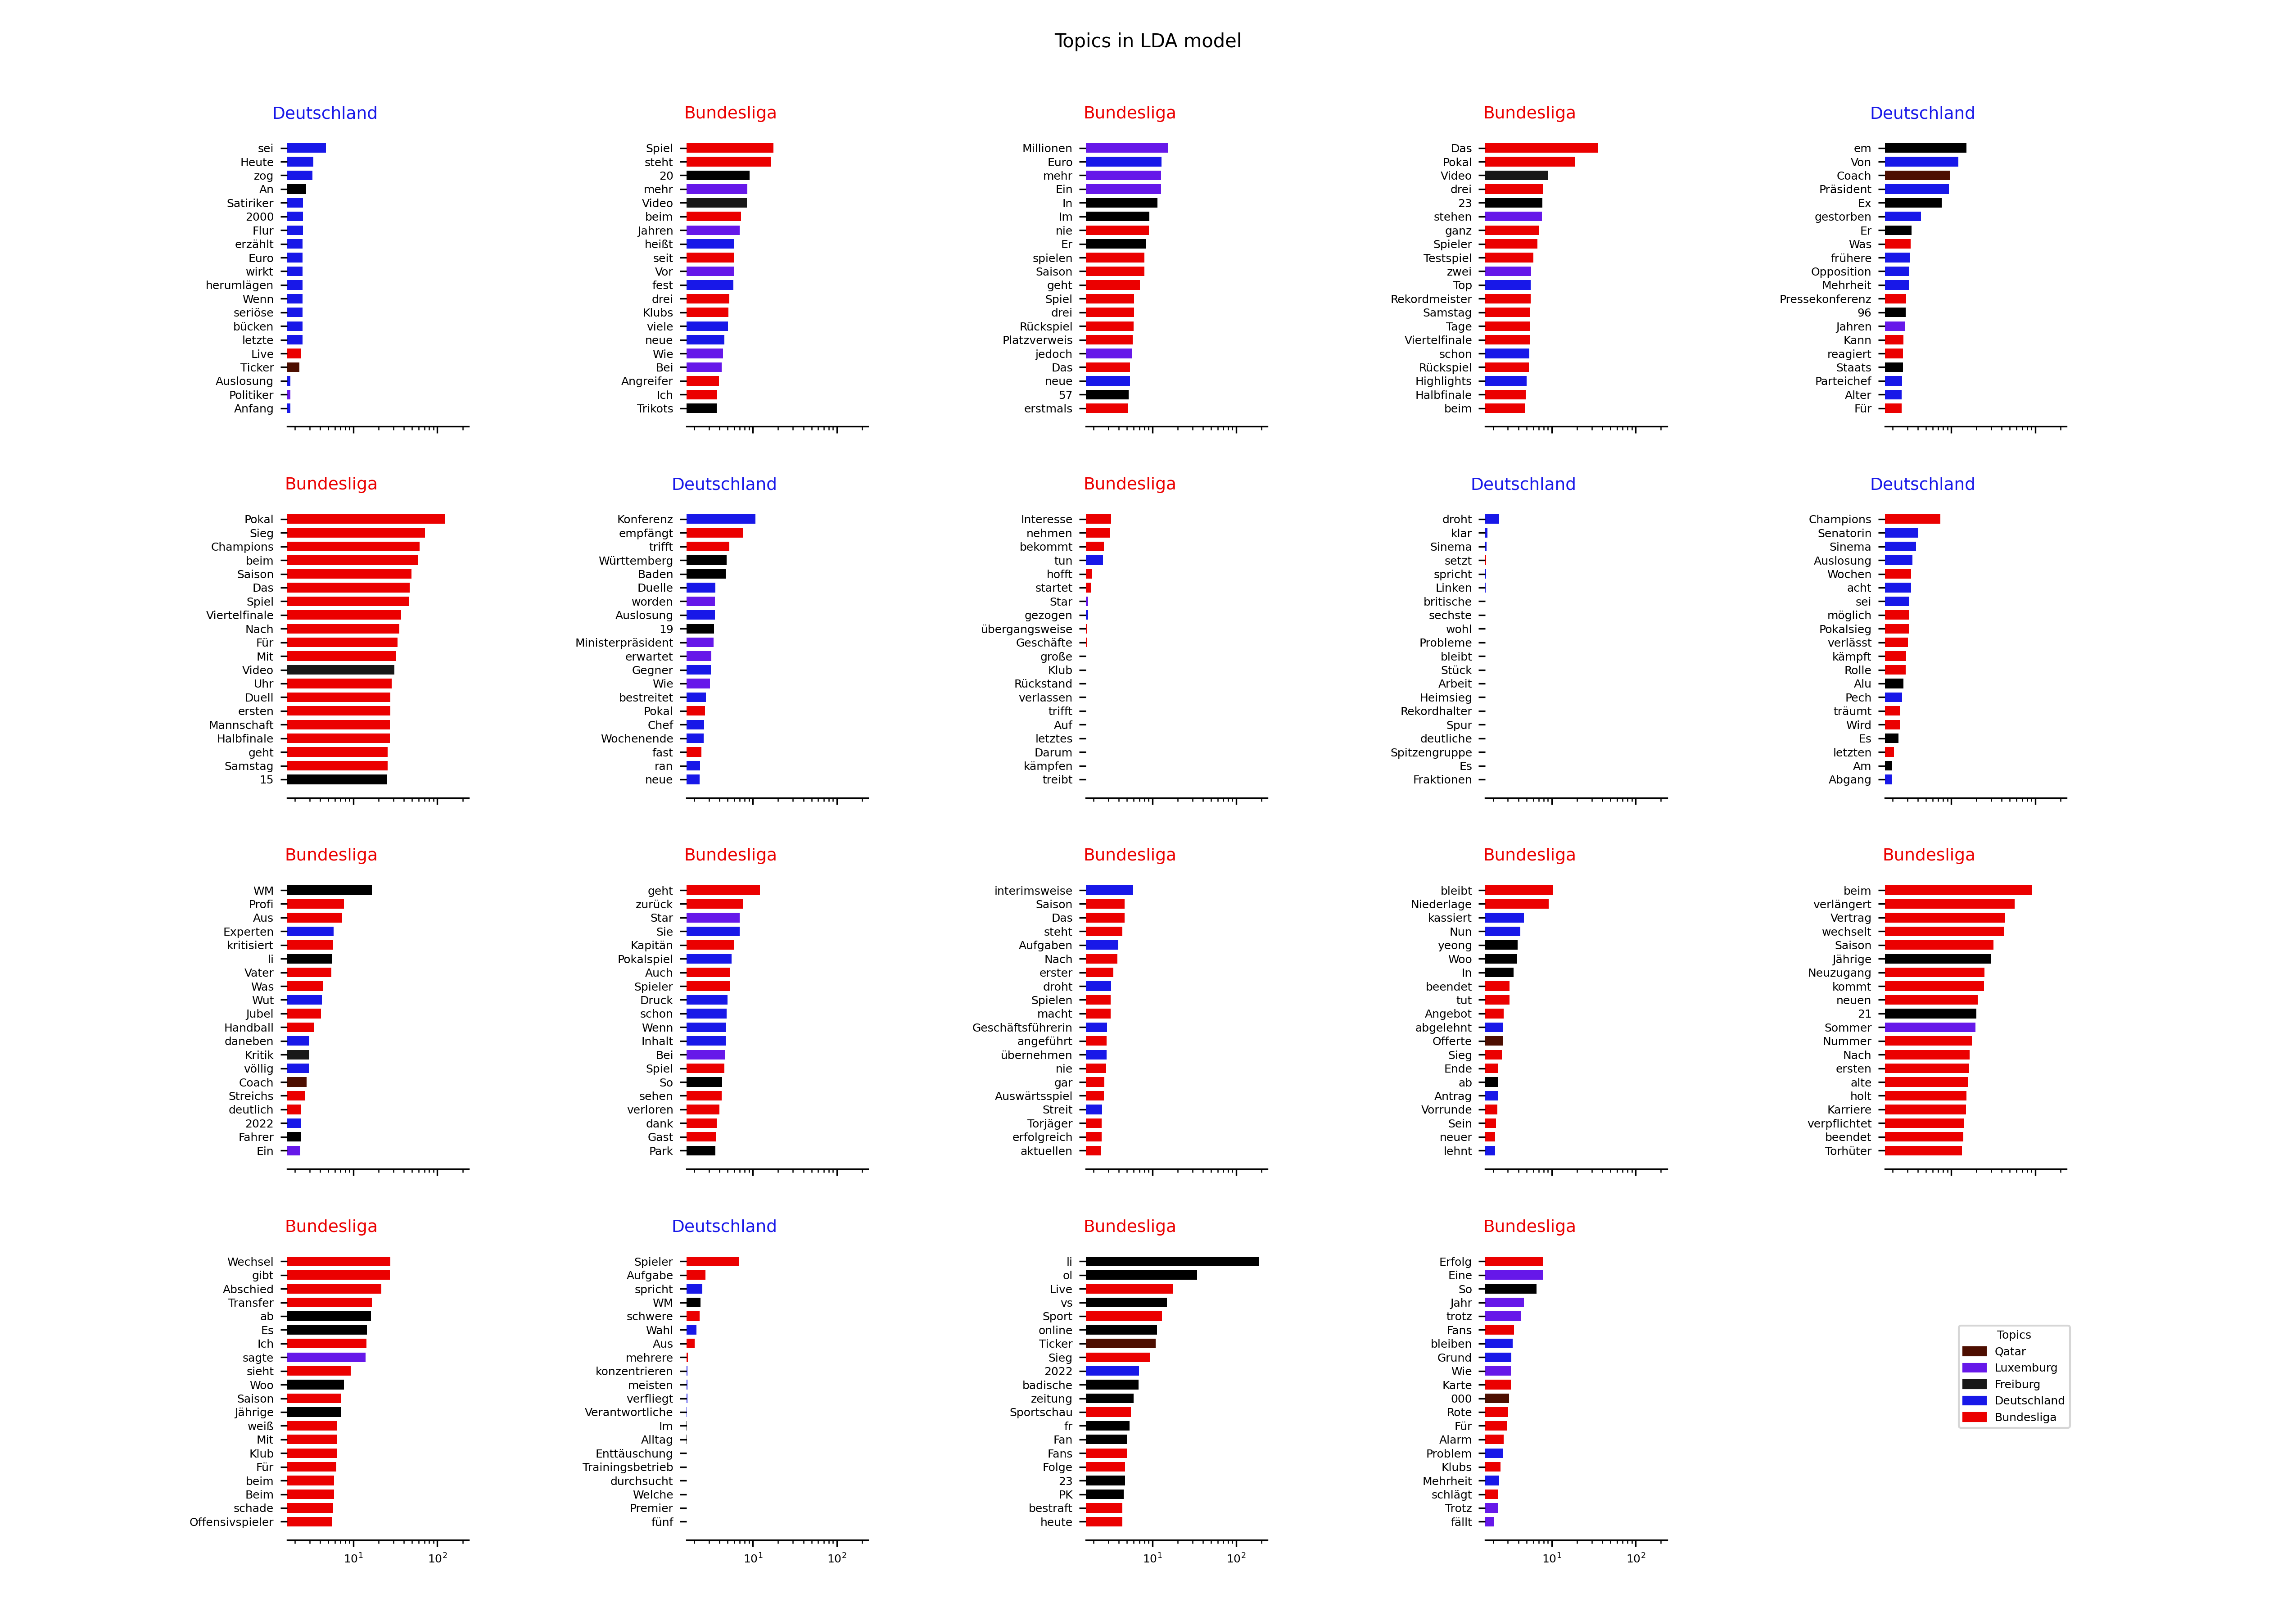 Topics in LDA model
Deutschland
sei
Heute
zog
An
Satiriker
2000
Flur
erzählt
Euro
wirkt
herumlägen
Wenn
seriöse
bücken
letzte
Live
Ticker
Auslosung
Politiker
Anfang
Bundesliga
Spiel
steht
20
mehr
Video
beim
Jahren
heißt
seit
Vor
fest
drei
Klubs
viele
neue
Wie
Bei
Angreifer
Ich
Trikots
Bundesliga
Millionen
Euro
mehr
Ein
In
Im
nie
Er
spielen
Saison
geht
Spiel
drei
Rückspiel
Platzverweis
jedoch
Das
neue
57
erstmals
Bundesliga
Das
Pokal
Video
drei
23
stehen
ganz
Spieler
Testspiel
zwei
Top
Rekordmeister
Samstag
Tage
Viertelfinale
schon
Rückspiel
Highlights
Halbfinale
beim
Deutschland
em
Von
Coach
Präsident
Ex
gestorben
Er
Was
frühere
Opposition
Mehrheit
Pressekonferenz
96
Jahren
Kann
reagiert
Staats
Parteichef
Alter
Für
Bundesliga
Pokal
Sieg
Champions
beim
Saison
Das
Spiel
Viertelfinale
Nach
Für
Mit
Video
Uhr
Duell
ersten
Mannschaft
Halbfinale
geht
Samstag
15
Deutschland
Konferenz
empfängt
trifft
Württemberg
Baden
Duelle
worden
Auslosung
19
Ministerpräsident
erwartet
Gegner
Wie
bestreitet
Pokal
Chef
Wochenende
fast
ran
neue
Bundesliga
Interesse
nehmen
bekommt
tun
hofft
startet
Star
gezogen
übergangsweise
Geschäfte
große
Klub
Rückstand
verlassen
trifft
Auf
letztes
Darum
kämpfen
treibt
Deutschland
droht
klar
Sinema
setzt
spricht
Linken
britische
sechste
wohl
Probleme
bleibt
Stück
Arbeit
Heimsieg
Rekordhalter
Spur
deutliche
Spitzengruppe
Es
Fraktionen
Deutschland
Champions
Senatorin
Sinema
Auslosung
Wochen
acht
sei
möglich
Pokalsieg
verlässt
kämpft
Rolle
Alu
Pech
träumt
Wird
Es
letzten
Am
Abgang
Bundesliga
WM
Profi
Aus
Experten
kritisiert
li
Vater
Was
Wut
Jubel
Handball
daneben
Kritik
völlig
Coach
Streichs
deutlich
2022
Fahrer
Ein
Bundesliga
geht
zurück
Star
Sie
Kapitän
Pokalspiel
Auch
Spieler
Druck
schon
Wenn
Inhalt
Bei
Spiel
So
sehen
verloren
dank
Gast
Park
Bundesliga
interimsweise
Saison
Das
steht
Aufgaben
Nach
erster
droht
Spielen
macht
Geschäftsführerin
angeführt
übernehmen
nie
gar
Auswärtsspiel
Streit
Torjäger
erfolgreich
aktuellen
Bundesliga
bleibt
Niederlage
kassiert
Nun
yeong
Woo
In
beendet
tut
Angebot
abgelehnt
Offerte
Sieg
Ende
ab
Antrag
Vorrunde
Sein
neuer
lehnt
Bundesliga
beim
verlängert
Vertrag
wechselt
Saison
Jährige
Neuzugang
kommt
neuen
21
Sommer
Nummer
Nach
ersten
alte
holt
Karriere
verpflichtet
beendet
Torhüter
Bundesliga
Wechsel
gibt
Abschied
Transfer
ab
Es
Ich
sagte
sieht
Woo
Saison
Jährige
weiß
Mit
Klub
Für
beim
Beim
schade
Offensivspieler
10¹ 10²
Deutschland
Spieler
Aufgabe
spricht
WM
schwere
Wahl
Aus
mehrere
konzentrieren
meisten
verfliegt
Verantwortliche
Im
Alltag
Enttäuschung
Trainingsbetrieb
durchsucht
Welche
Premier
fünf
10¹ 10²
Bundesliga
li
ol
Live
vs
Sport
online
Ticker
Sieg
2022
badische
zeitung
Sportschau
fr
Fan
Fans
Folge
23
PK
bestraft
heute
10¹ 10²
Bundesliga
Erfolg
Eine
So
Jahr
trotz
Fans
bleiben
Grund
Wie
Karte
000
Rote
Für
Alarm
Problem
Klubs
Mehrheit
schlägt
Trotz
fällt
10¹ 10²
Topics
Qatar
Luxemburg
Freiburg
Deutschland
Bundesliga